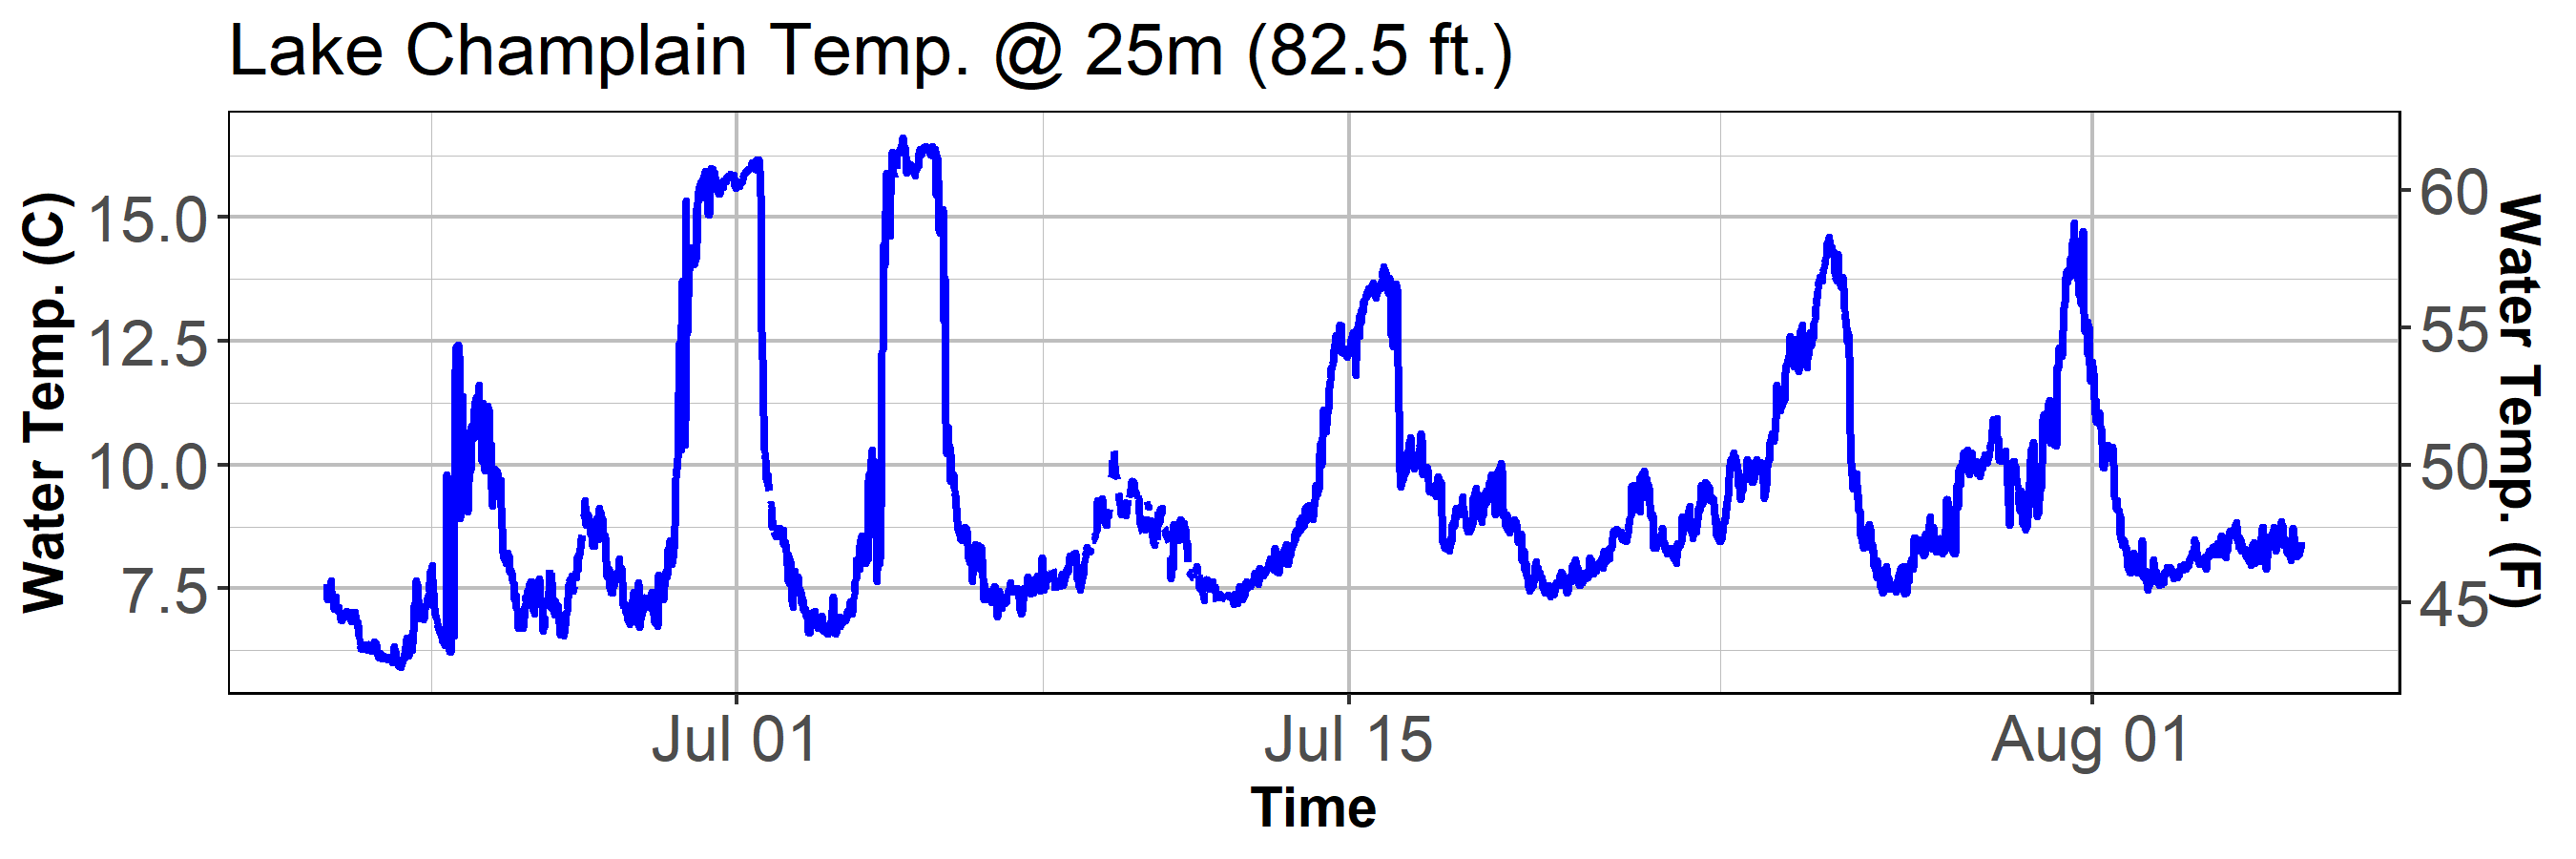 Lake Champlain Temp. @ 25m (82.5 ft.)
Water Temp. (C)
15.0
12.5
10.0
7.5
60
55
50
45
Water Temp. (F)
Jul 01
Jul 15
Aug 01
Time